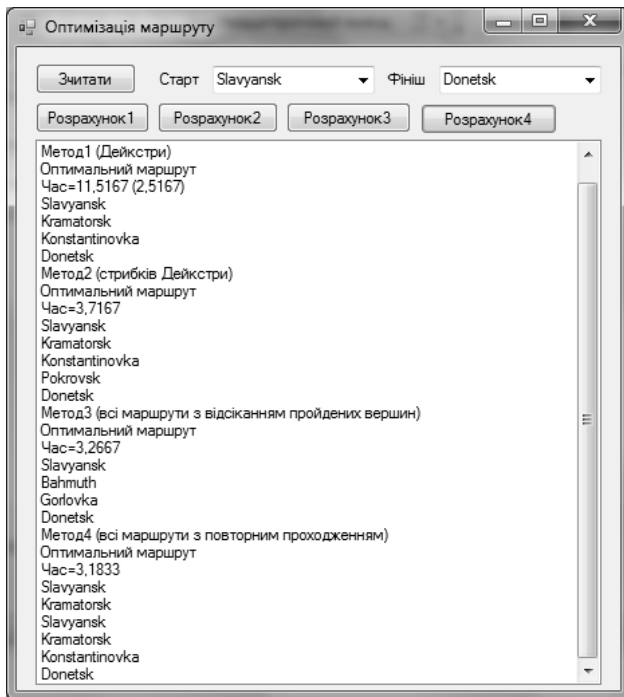 Оптимізація маршруту
Зчитати Старт Slavyansk Фініш Donetsk
Розрахунок1 Розрахунок2 Розрахунок3 Розрахунок4
Метод1 (Дейкстри)
Оптимальний маршрут
Час=11,5167 (2,5167)
Slavyansk
Kramatorsk
Konstantinovka
Donetsk
Метод2 (стрибків Дейкстри)
Оптимальний маршрут
Час=3,7167
Slavyansk
Kramatorsk
Konstantinovka
Pokrovsk
Donetsk
Метод3 (всі маршрути з відсіканням пройдених вершин)
Оптимальний маршрут
Час=3,2667
Slavyansk
Bahmuth
Gorlovka
Donetsk
Метод4 (всі маршрути з повторним проходженням)
Оптимальний маршрут
Час=3,1833
Slavyansk
Kramatorsk
Slavyansk
Kramatorsk
Konstantinovka
Donetsk